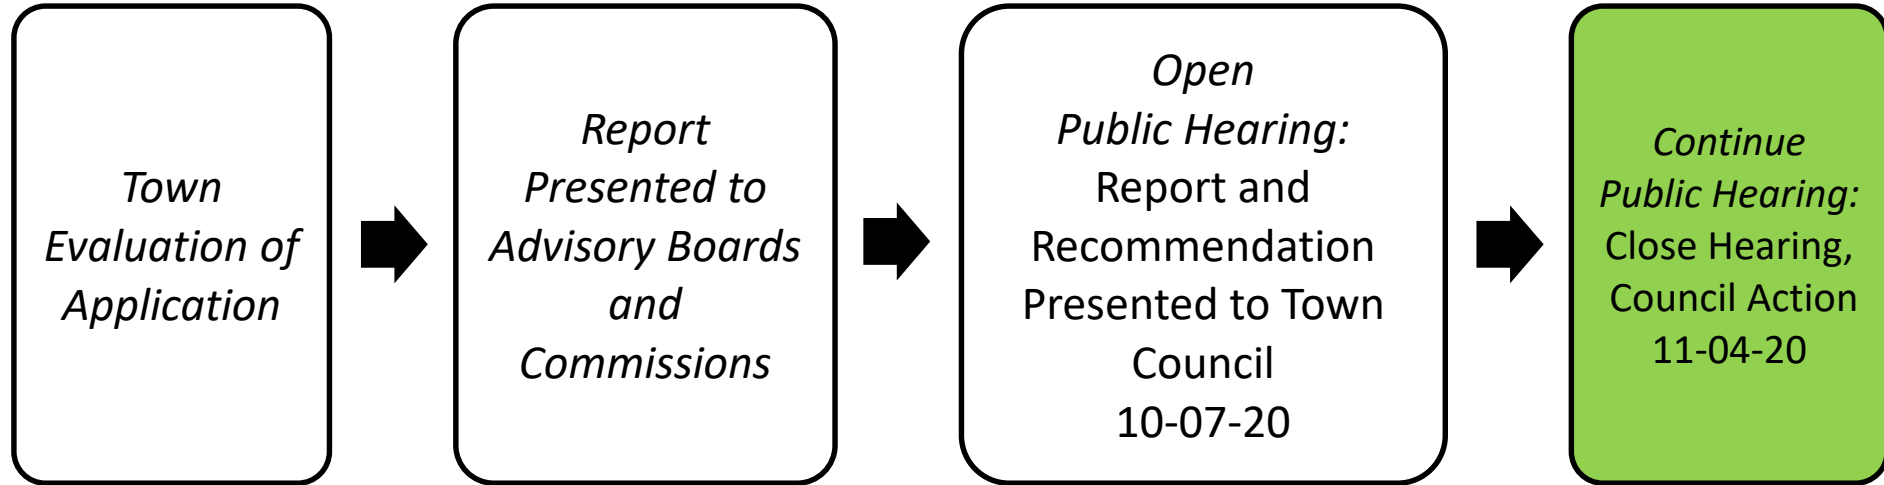 Town
Evaluation of
Application
Report
Presented to
Advisory Boards
and
Commissions
Open
Public Hearing:
Report and
Recommendation
Presented to Town
Council
10-07-20
Continue
Public Hearing:
Close Hearing,
Council Action
11-04-20